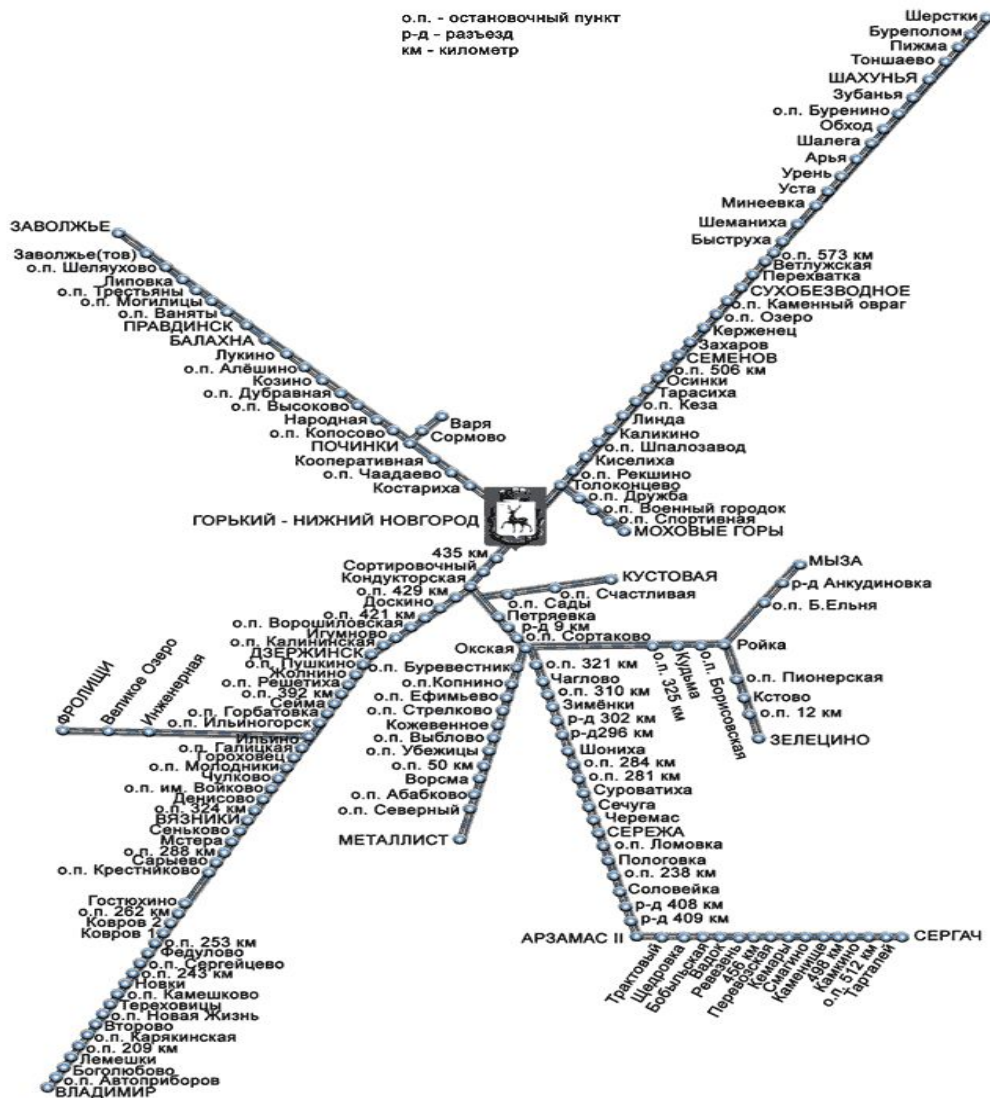 о.п. - остановочный пункт
р-д - разъезд
км - километр
Шерстки
Буреполом
Пижма
Тоншаево
ШАХУНЬЯ
Зубанья
о.п. Буренино
Обход
Шалега
Арья
Урень
Уста
Минеевка
Шеманиха
Быструха
о.п. 573 км
Ветлужская
Перехватка
СУХОБЕЗВОДНОЕ
о.п. Каменный овраг
о.п. Озеро
Керженец
Захаров
СЕМЕНОВ
о.п. 506 км
Осинки
Тарасиха
о.п. Кеза
Линда
Каликино
о.п. Шпалозавод
Киселиха
о.п. Рекшино
Толоконцево
о.п. Дружба
о.п. Военный городок
о.п. Спортивная
МОХОВЫЕ ГОРЫ
ЗАВОЛЖЬЕ
Заволжье(тов)
о.п. Шеляухово
Липовка
о.п. Трестьяны
о.п. Могилицы
о.п. Ваняты
ПРАВДИНСК
БАЛАХНА
Лукино
о.п. Алёшино
Козино
о.п. Дубравная
о.п. Высоково
Народная
о.п. Копосово
ПОЧИНКИ
Варя
Сормово
Кооперативная
о.п. Чаадаево
Костариха
ГОРЬКИЙ - НИЖНИЙ НОВГОРОД
435 км
Сортировочный
Кондукторская
о.п. 429 км
Доскино
о.п. 421 км
о.п. Ворошиловская
Игумново
о.п. Калининская
ДЗЕРЖИНСК
о.п. Пушкино
Жолнино
о.п. Решетиха
о.п. 392 км
Сейма
о.п. Горбатовка
о.п. Ильиногорск
ФРОЛИЩИ
Великое Озеро
Инженерная
Ильино
о.п. Галицкая
Гороховец
о.п. Молодники
Чулково
о.п. им. Войково
Денисово
о.п. 324 км
ВЯЗНИКИ
Сеньково
Мстера
о.п. 288 км
Сарыево
о.п. Крестниково
Гостюхино
о.п. 262 км
Ковров 2
Ковров 1
о.п. 253 км
Федулово
о.п. Сергейцево
о.п. 243 км
Новки
о.п. Камешково
Тереховицы
о.п. Новая Жизнь
Второво
о.п. Карякинская
о.п. 209 км
Лемешки
Боголюбово
о.п. Автоприборов
ВЛАДИМИР
КУСТОВАЯ
о.п. Счастливая
о.п. Сады
Петряевка
р-д 9 км
о.п. Сортаково
Окская
МЫЗА
р-д Анкудиновка
о.п. Б.Ельня
Ройка
о.п. 325 км
Кудьма
о.п. Борисовская
о.п. Пионерская
Кстово
о.п. 12 км
ЗЕЛЕЦИНО
о.п. Буревестник
о.п.Копнино
о.п. Ефимьево
о.п. Стрелково
Кожевенное
о.п. Выблово
о.п. Убежицы
о.п. 50 км
Ворсма
о.п. Абабково
о.п. Северный
МЕТАЛЛИСТ
о.п. 321 км
Чаглово
о.п. 310 км
Зимёнки
р-д 302 км
р-д296 км
Шониха
о.п. 284 км
о.п. 281 км
Суроватиха
Сечуга
Черемас
СЕРЕЖА
о.п. Ломовка
Пологовка
о.п. 238 км
Соловейка
р-д 408 км
р-д 409 км
АРЗАМАС II
СЕРГАЧ
Трактовый
Щедровка
Бобыльская
Вадок
Ревезень
456 км
Перевозская
Кемары
Смагино
Каменище
498 км
Камкино
о.п. 512 км
Тарталей